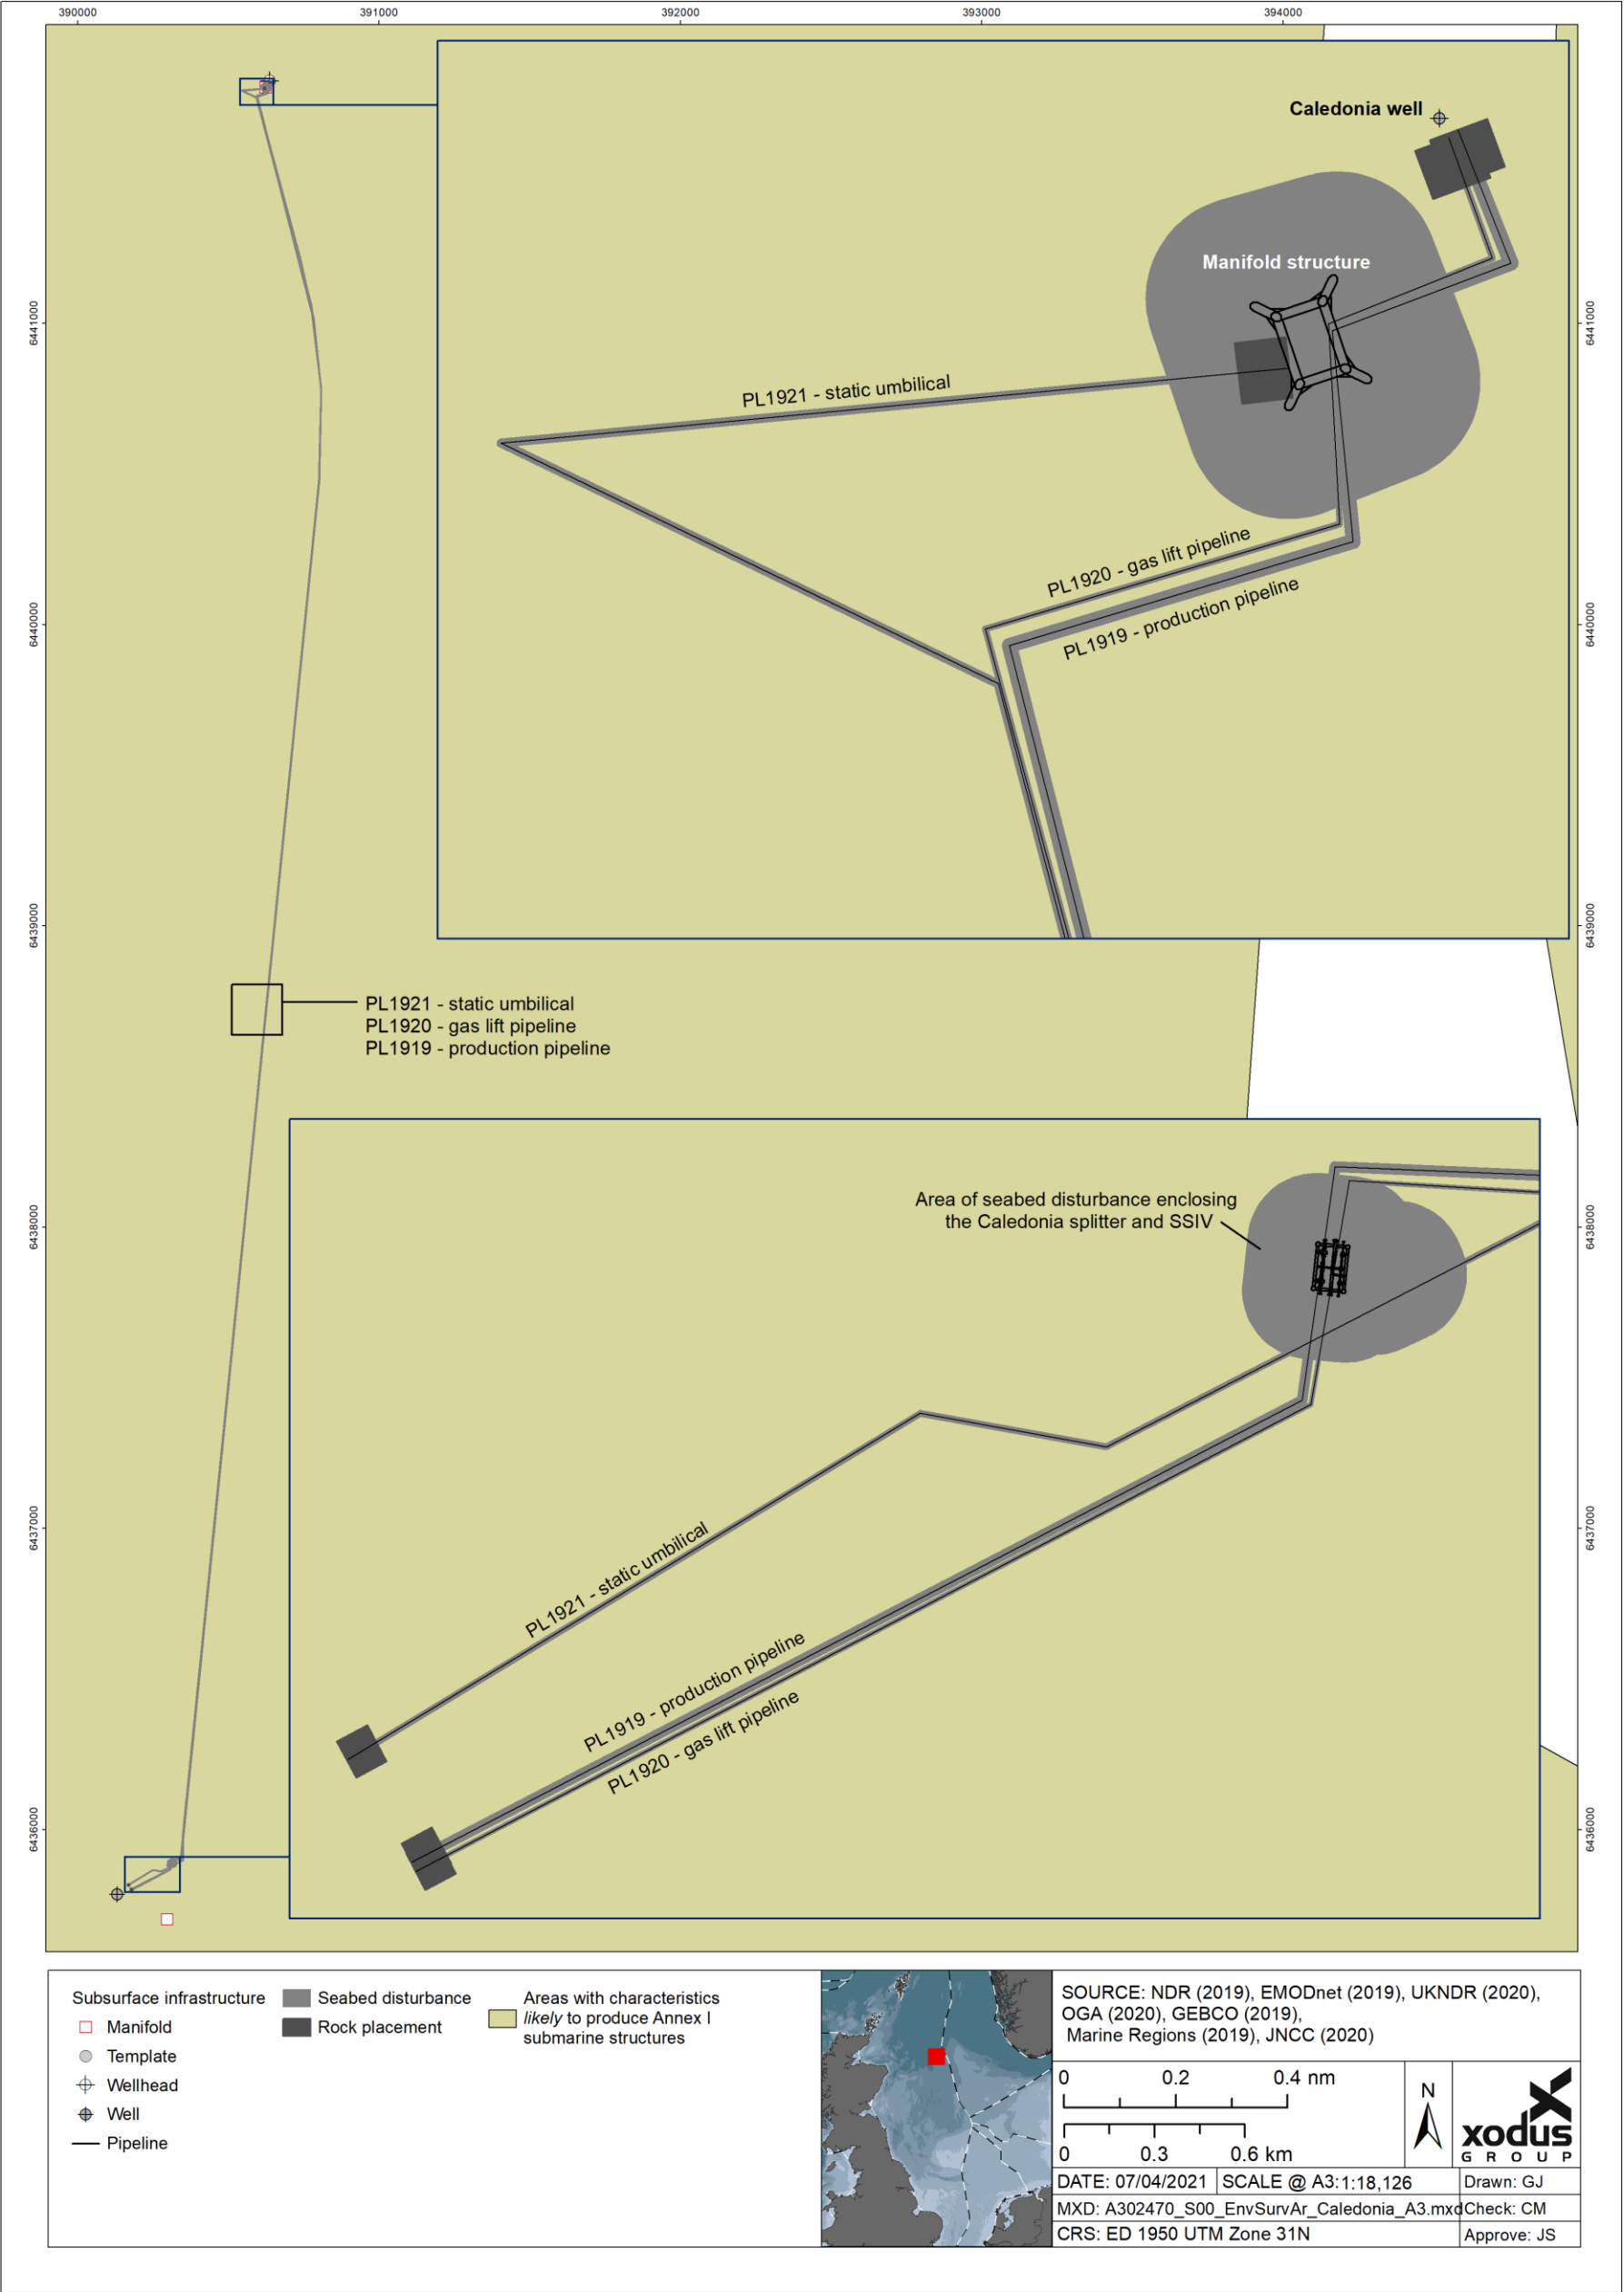 390000
391000
392000
393000
394000
Caledonia well
Manifold structure
6441000
6441000
PL1921 - static umbilical
PL1920 - gas lift pipeline
PL1919 - production pipeline
6440000
6440000
6439000
6439000
PL1921 - static umbilical
PL1920 - gas lift pipeline
PL1919 - production pipeline
Area of seabed disturbance enclosing
the Caledonia splitter and SSIV
6438000
6438000
PL1921 - static umbilical
PL1919 - production pipeline
PL1920 - gas lift pipeline
6437000
6437000
6436000
6436000
Subsurface infrastructure
Manifold
Template
Wellhead
Well
Pipeline
Seabed disturbance
Rock placement
Areas with characteristics
likely to produce Annex I
submarine structures
SOURCE: NDR (2019), EMODnet (2019), UKNDR (2020),
OGA (2020), GEBCO (2019),
Marine Regions (2019), JNCC (2020)
0 0.2 0.4 nm
0 0.3 0.6 km
N
xodus
GROUP
DATE: 07/04/2021
SCALE @ A3:1:18,126
Drawn: GJ
MXD: A302470_S00_EnvSurvAr_Caledonia_A3.mxd
Check: CM
CRS: ED 1950 UTM Zone 31N
Approve: JS